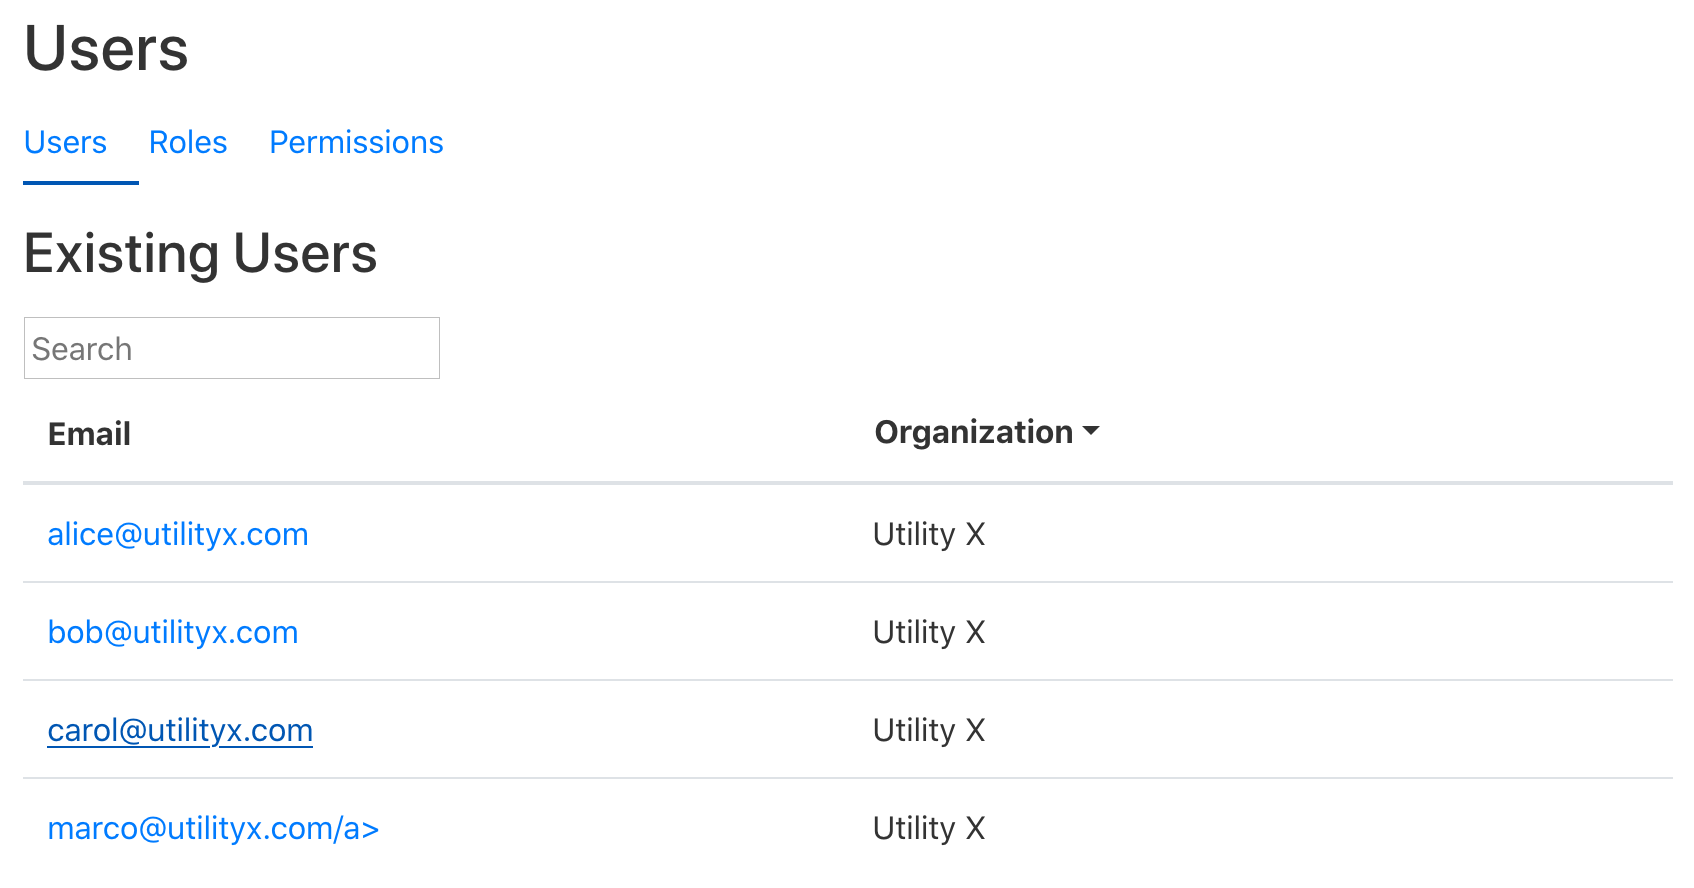 Users
Users Roles Permissions
Existing Users
Search
Email Organization
alice@utilityx.com Utility X
bob@utilityx.com Utility X
carol@utilityx.com Utility X
marco@utilityx.com/a> Utility X